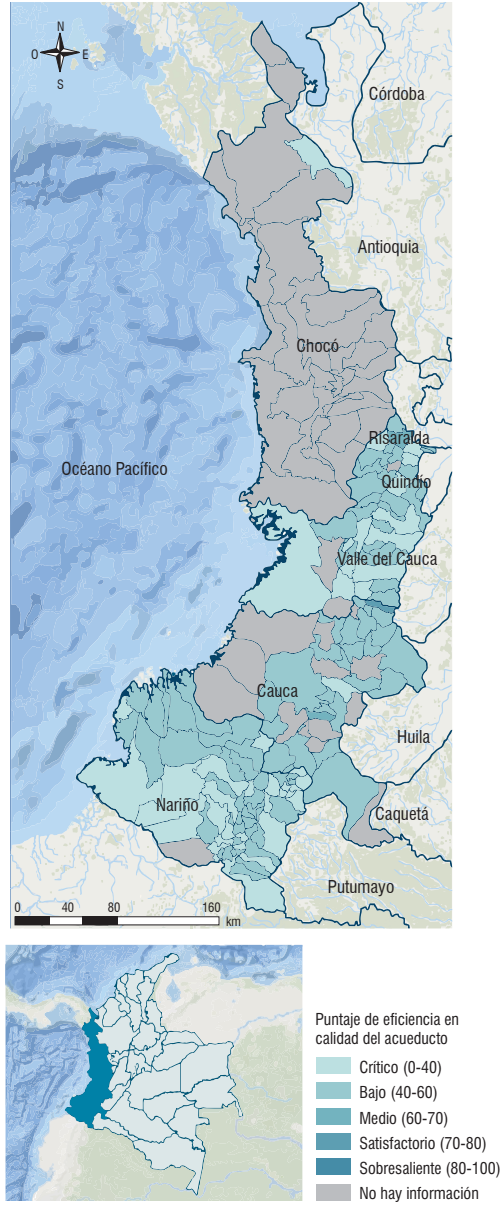 N
O
E
S
Córdoba
Antioquia
Chocó
Risaralda
Océano Pacífico
Quindío
Valle del Cauca
Cauca
Huila
Nariño
Caquetá
Putumayo
0 40 80 160
km
Puntaje de eficiencia en
calidad del acueducto
Crítico (0-40)
Bajo (40-60)
Medio (60-70)
Satisfactorio (70-80)
Sobresaliente (80-100)
No hay información